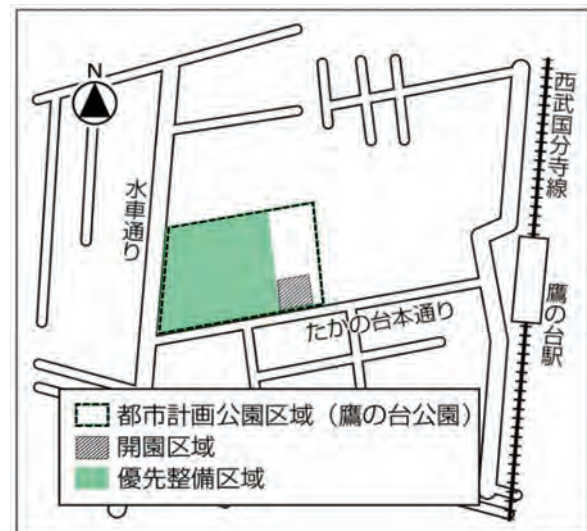 N
西武国分寺線
水車通り
鷹の台駅
たかの台本通り
都市計画公園区域（鷹の台公園）
開園区域
優先整備区域